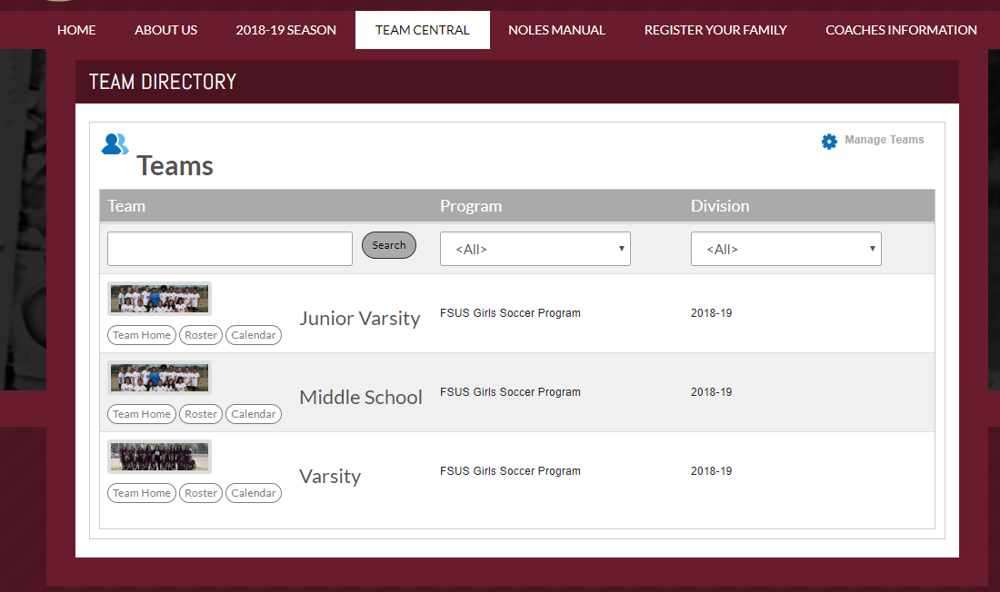 HOME ABOUT US 2018-19 SEASON TEAM CENTRAL NOLES MANUAL REGISTER YOUR FAMILY COACHES INFORMATION
TEAM DIRECTORY
Manage Teams
Teams
Team Program Division
Search <All> <All>
Junior Varsity FSUS Girls Soccer Program 2018-19
Team Home Roster Calendar
Middle School FSUS Girls Soccer Program 2018-19
Team Home Roster Calendar
Varsity FSUS Girls Soccer Program 2018-19
Team Home Roster Calendar